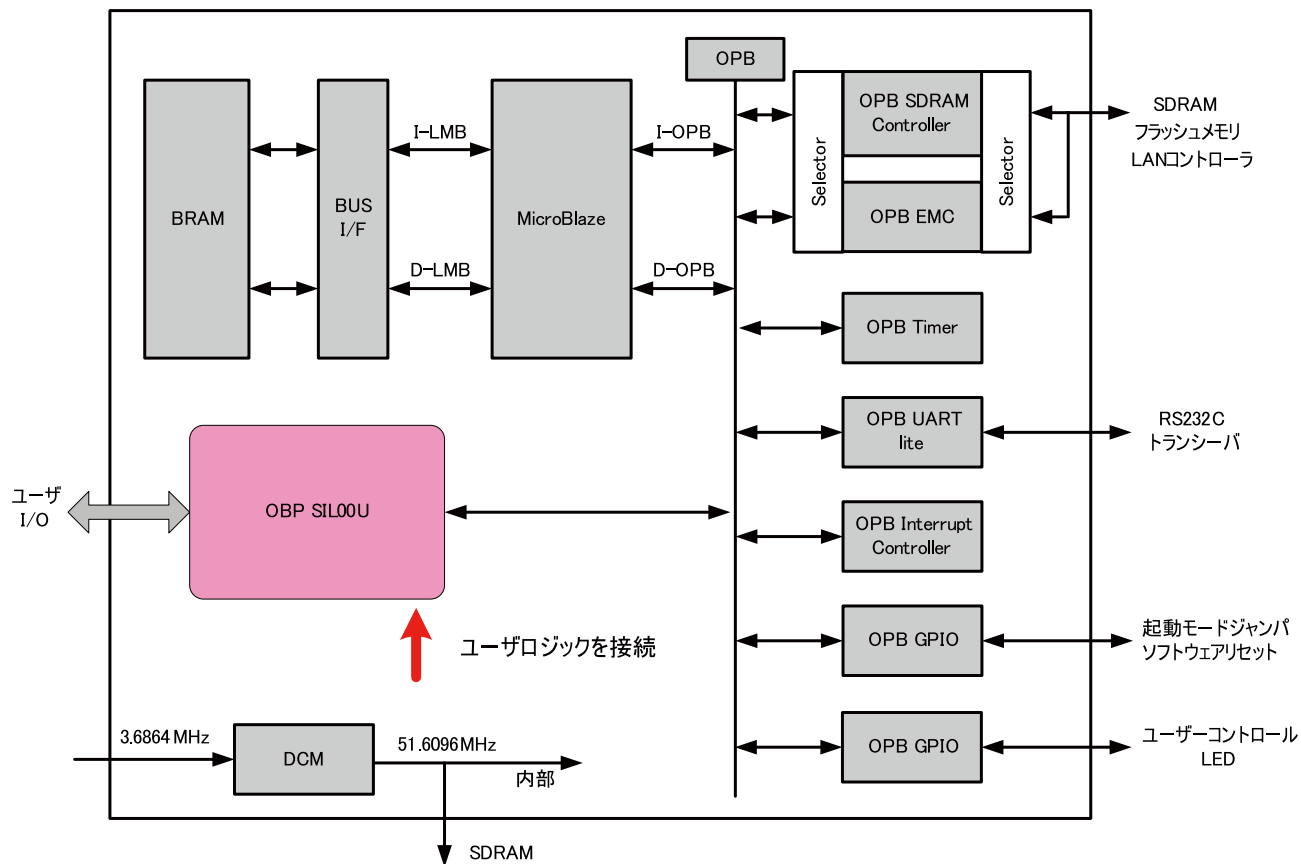 OPB
OPB SDRAM
Controller
Selector
Selector
OPB EMC
SDRAM
フラッシュメモリ
LANコントローラ
I-LMB
I-OPB
BRAM
BUS
I/F
MicroBlaze
D-LMB
D-OPB
OPB Timer
OPB UART
lite
RS232C
トランシーバ
ユーザ
I/O
OBP SIL00U
OPB Interrupt
Controller
ユーザロジックを接続
OPB GPIO
起動モードジャンパ
ソフトウェアリセット
3.6864MHz
DCM
51.6096MHz
内部
OPB GPIO
ユーザーコントロール
LED
SDRAM